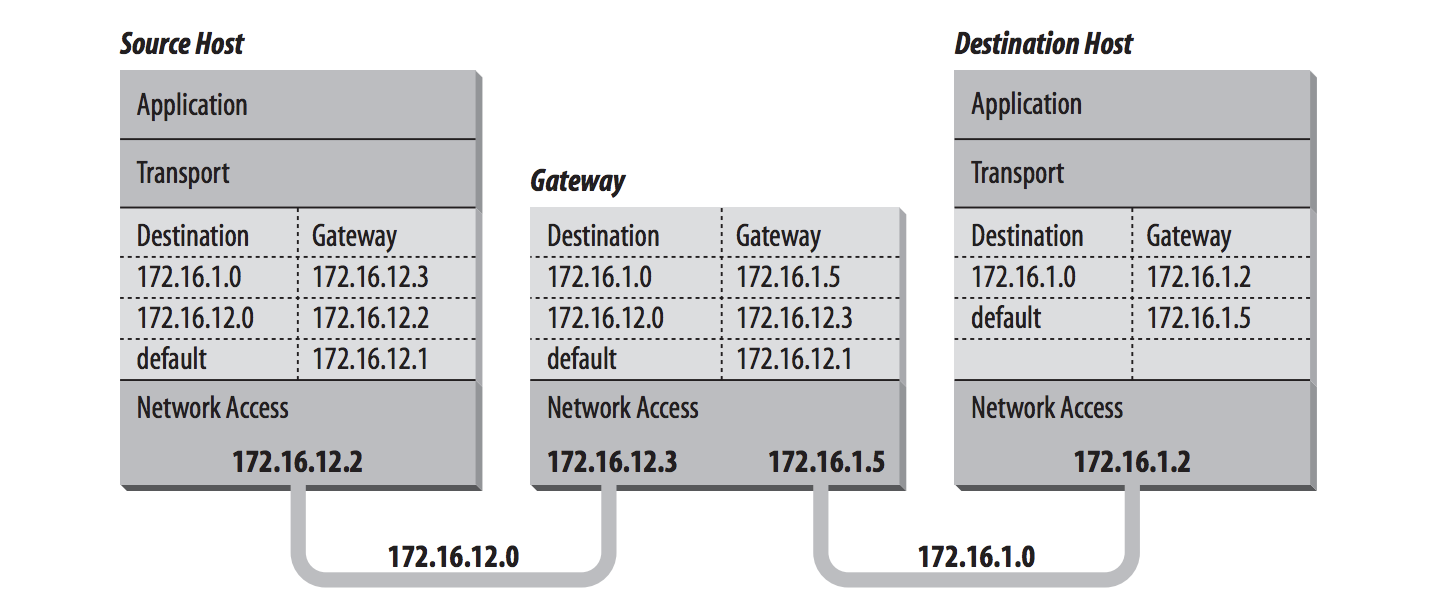 Source Host
Application
Transport
Destination Gateway
172.16.1.0 172.16.12.3
172.16.12.0 172.16.12.2
default 172.16.12.1
Network Access
172.16.12.2
Gateway
Destination Gateway
172.16.1.0 172.16.1.5
172.16.12.0 172.16.12.3
default 172.16.12.1
Network Access
172.16.12.3 172.16.1.5
Destination Host
Application
Transport
Destination Gateway
172.16.1.0 172.16.1.2
default 172.16.1.5
Network Access
172.16.1.2
172.16.12.0
172.16.1.0